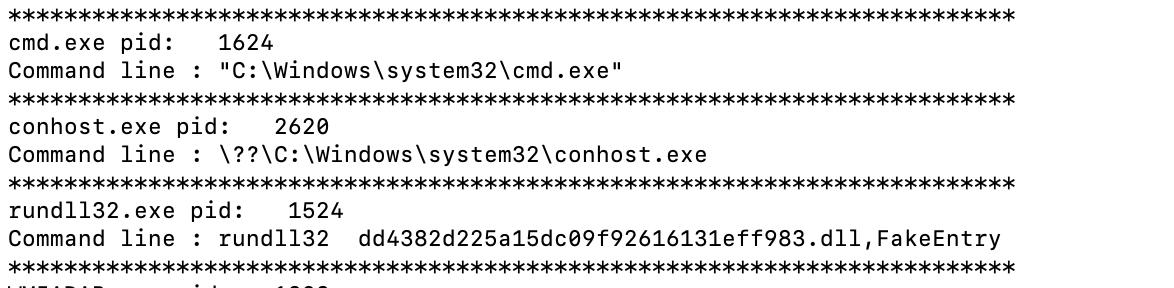 ************************************************************************
cmd.exe pid:   1624
Command line : "C:\Windows\system32\cmd.exe"
************************************************************************
conhost.exe pid:   2620
Command line : \??\C:\Windows\system32\conhost.exe
************************************************************************
rundll32.exe pid:   1524
Command line : rundll32  dd4382d225a15dc09f92616131eff983.dll,FakeEntry
************************************************************************